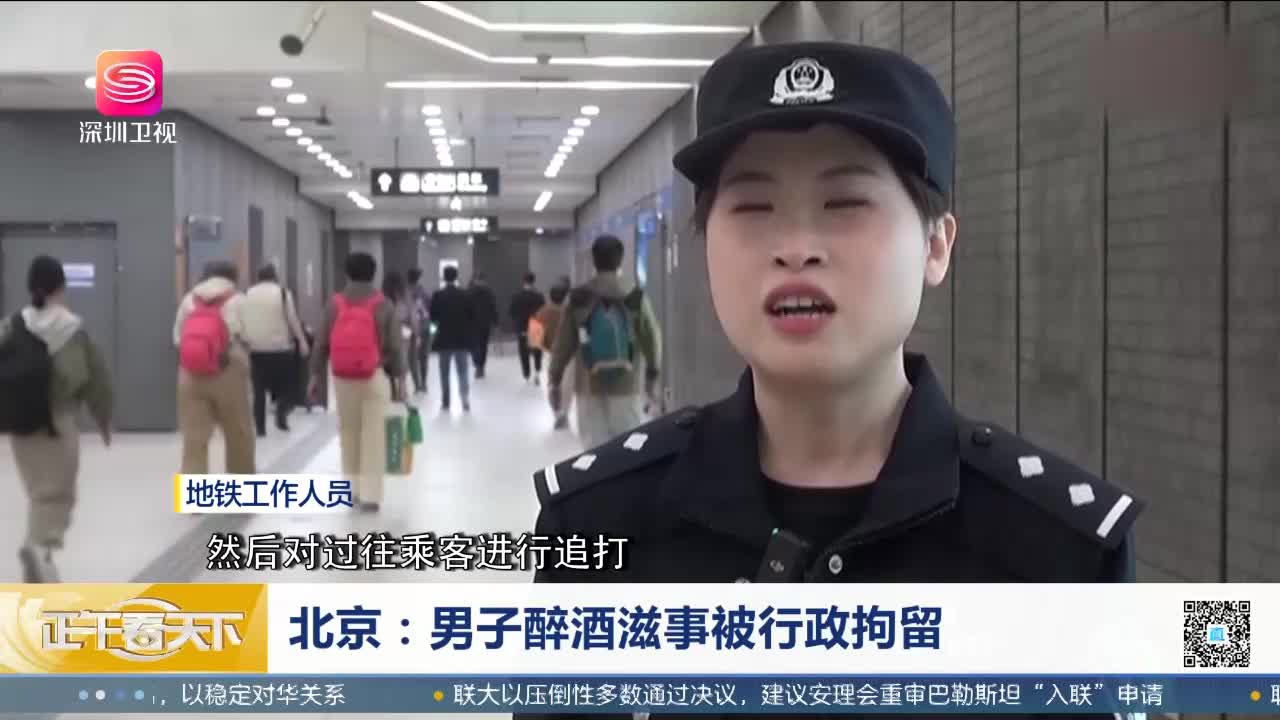 深圳卫视
地铁工作人员
然后对过往乘客进行追打
正午看天下
北京：男子醉酒滋事被行政拘留
，以稳定对华关系
联大以压倒性多数通过决议，建议安理会重审巴勒斯坦“入联”申请